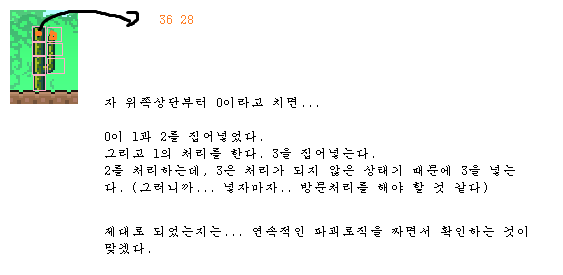 36 28
자 위쪽상단부터 0이라고 치면...
0이 1과 2를 집어넣었다.
그리고 1의 처리를 한다. 3을 집어넣는다.
2를 처리하는데, 3은 처리가 되지 않은 상태기 때문에 3을 넣는
다. (그러니까... 넣자마자.. 방문처리를 해야 할 것 같다)
제대로 되었는지는... 연속적인 파괴로직을 짜면서 확인하는 것이
맞겠다.